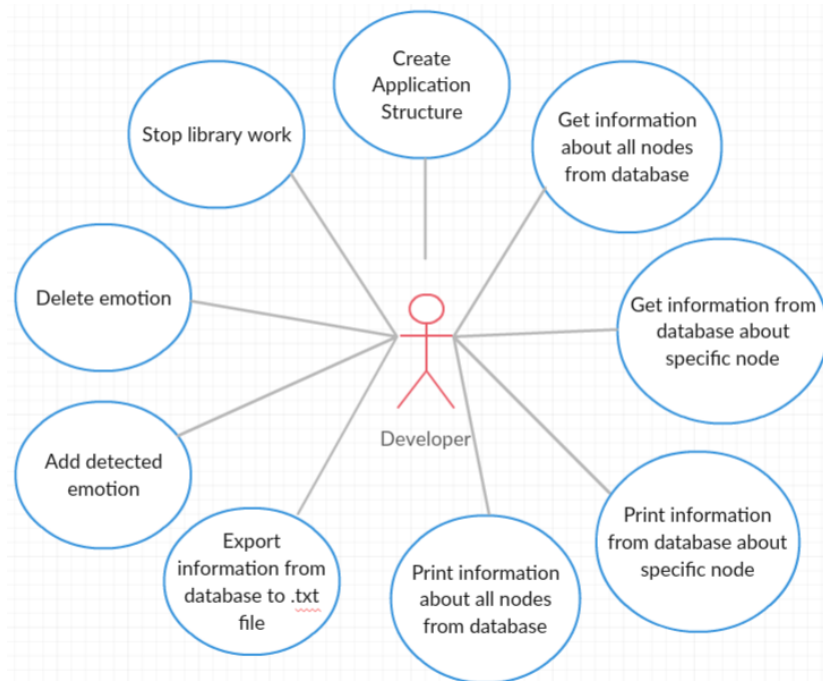 Create
Application
Structure
Stop library work
Get information
about all nodes
from database
Delete emotion
Get information from
database about
specific node
Developer
Add detected
emotion
Print information
from database about
specific node
Export
information from
database to .txt
file
Print information
about all nodes
from database